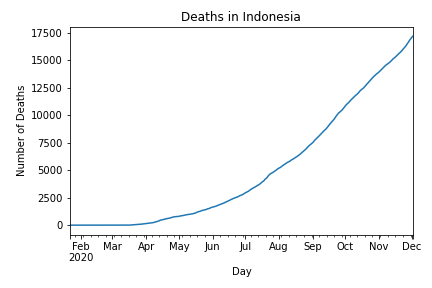 Deaths in Indonesia
Number of Deaths
17500
15000
12500
10000
7500
5000
2500
0
Feb Mar Apr May Jun Jul Aug Sep Oct Nov Dec
2020
Day